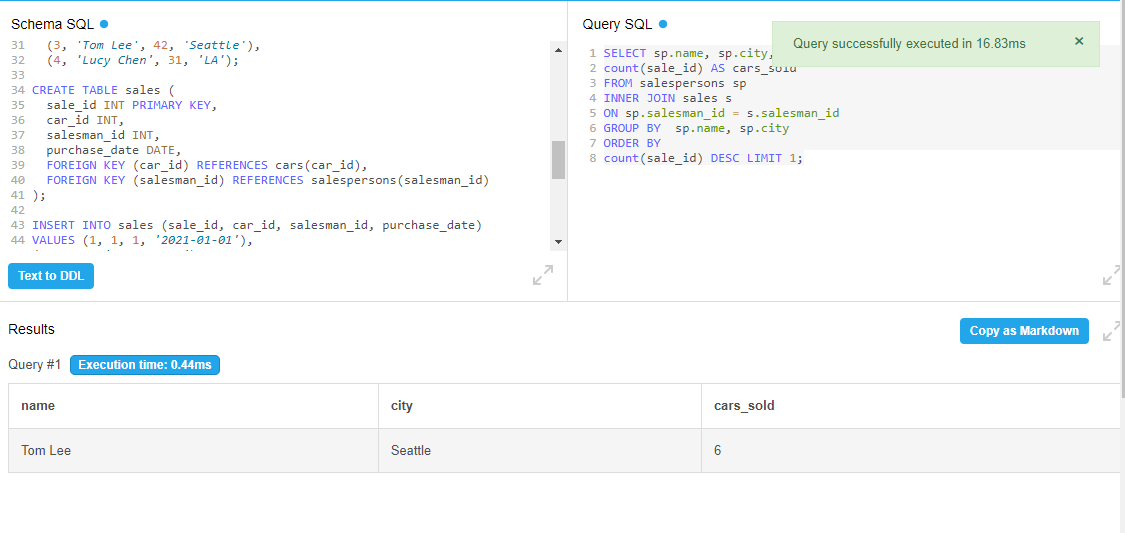 Schema SQL
31 (3, 'Tom Lee', 42, 'Seattle'),
32 (4, 'Lucy Chen', 31, 'LA');
33
34 CREATE TABLE sales (
35 sale_id INT PRIMARY KEY,
36 car_id INT,
37 salesman_id INT,
38 purchase_date DATE,
39 FOREIGN KEY (car_id) REFERENCES cars(car_id),
40 FOREIGN KEY (salesman_id) REFERENCES salespersons(salesman_id)
41 );
42
43 INSERT INTO sales (sale_id, car_id, salesman_id, purchase_date)
44 VALUES (1, 1, 1, '2021-01-01'),
Text to DDL
Query SQL
Query successfully executed in 16.83ms ×
1 SELECT sp.name, sp.city,
2 count(sale_id) AS cars_sold
3 FROM salespersons sp
4 INNER JOIN sales s
5 ON sp.salesman_id = s.salesman_id
6 GROUP BY sp.name, sp.city
7 ORDER BY
8 count(sale_id) DESC LIMIT 1;
Results
Copy as Markdown
Query #1 Execution time: 0.44ms
name city cars_sold
Tom Lee Seattle 6